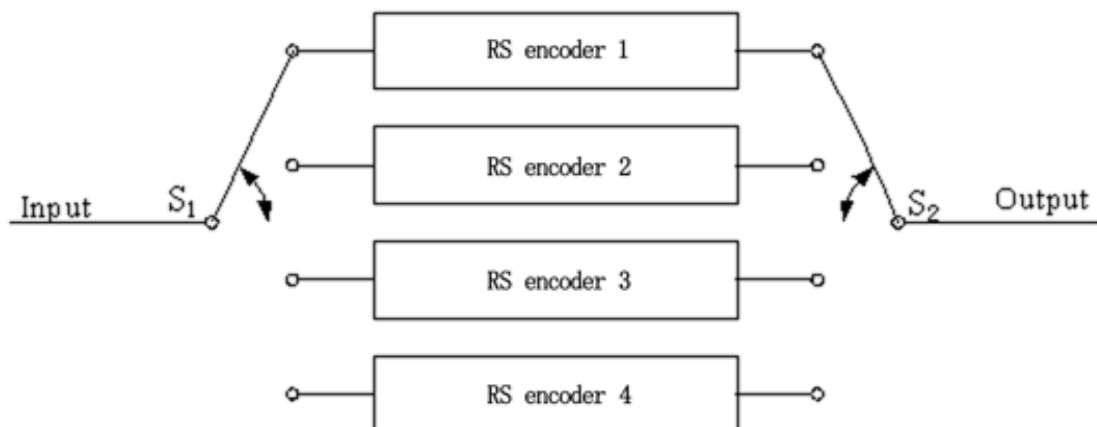 RS encoder 1
RS encoder 2
Input
S1
S2
Output
RS encoder 3
RS encoder 4